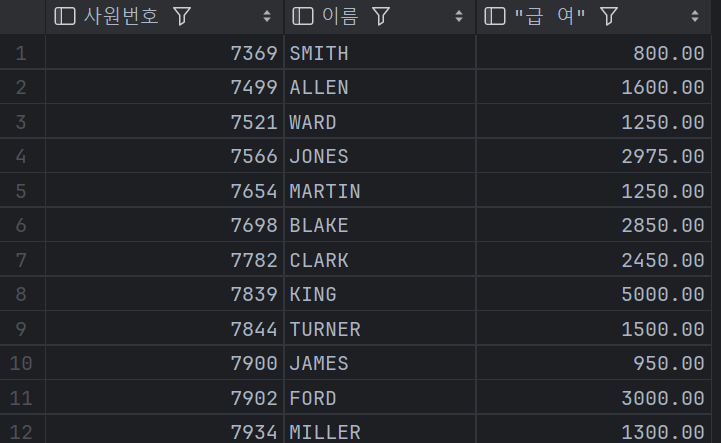 사원번호 이름 "급 여"
1 7369 SMITH 800.00
2 7499 ALLEN 1600.00
3 7521 WARD 1250.00
4 7566 JONES 2975.00
5 7654 MARTIN 1250.00
6 7698 BLAKE 2850.00
7 7782 CLARK 2450.00
8 7839 KING 5000.00
9 7844 TURNER 1500.00
10 7900 JAMES 950.00
11 7902 FORD 3000.00
12 7934 MILLER 1300.00